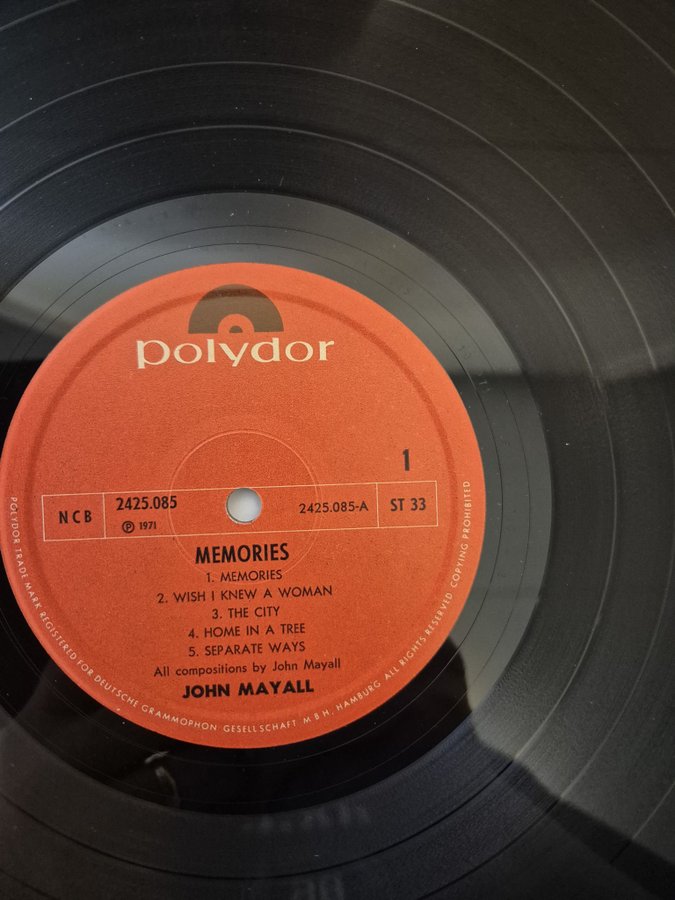 polydor
1
NCB
2425.085
℗ 1971
2425.085-A
ST 33
MEMORIES
1. MEMORIES
2. WISH I KNEW A WOMAN
3. THE CITY
4. HOME IN A TREE
5. SEPARATE WAYS
All compositions by John Mayall
JOHN MAYALL
POLYDOR TRADE MARK REGISTERED FOR DEUTSCHE GRAMMOPHON GESELLSCHAFT M B H, HAMBURG ALL RIGHTS RESERVED COPYING PROHIBITED